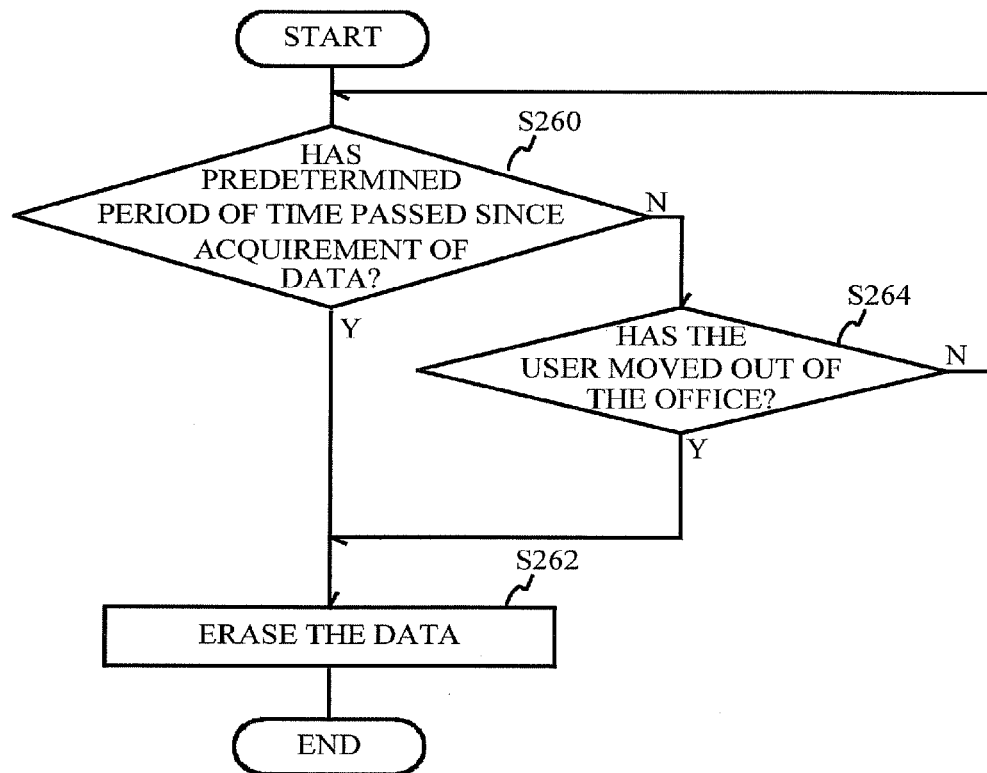 START
S260
HAS
PREDETERMINED
PERIOD OF TIME PASSED SINCE
ACQUIREMENT OF
DATA?
N
Y
S264
HAS THE
USER MOVED OUT OF
THE OFFICE?
N
Y
S262
ERASE THE DATA
END